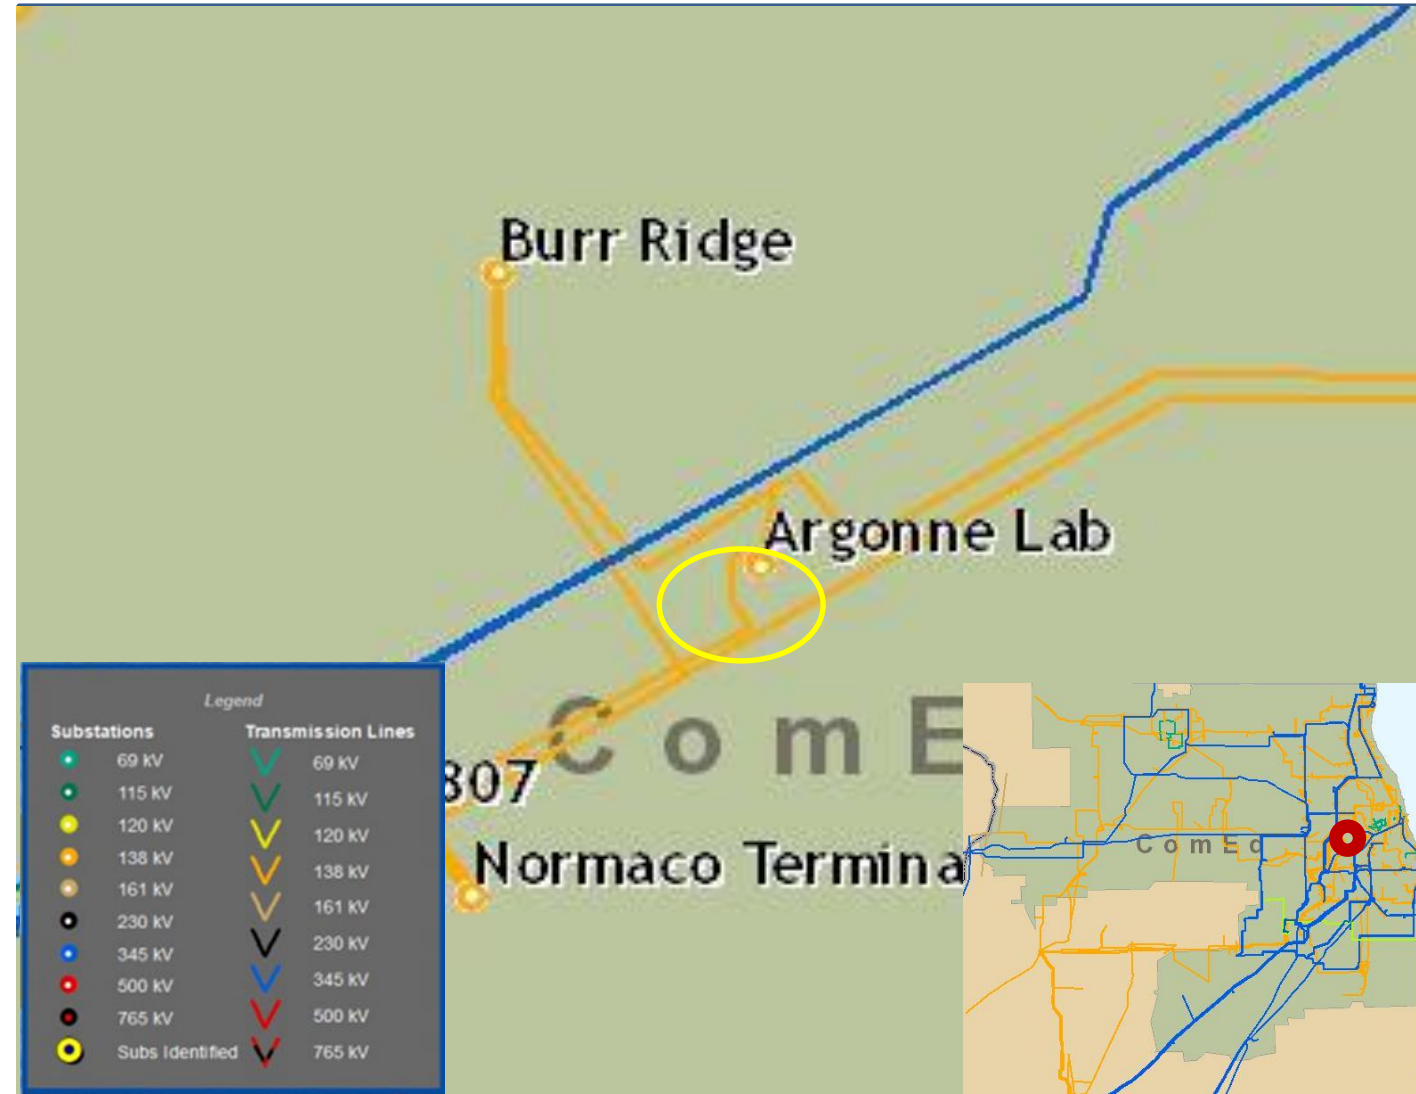 Burr Ridge
Argonne Lab
ComE
807
Normaco Termina
Legend
Substations
69 kV
115 kV
120 kV
138 kV
161 kV
230 kV
345 kV
500 kV
765 kV
Subs Identified
Transmission Lines
69 kV
115 kV
120 kV
138 kV
161 kV
230 kV
345 kV
500 kV
765 kV
ComEd